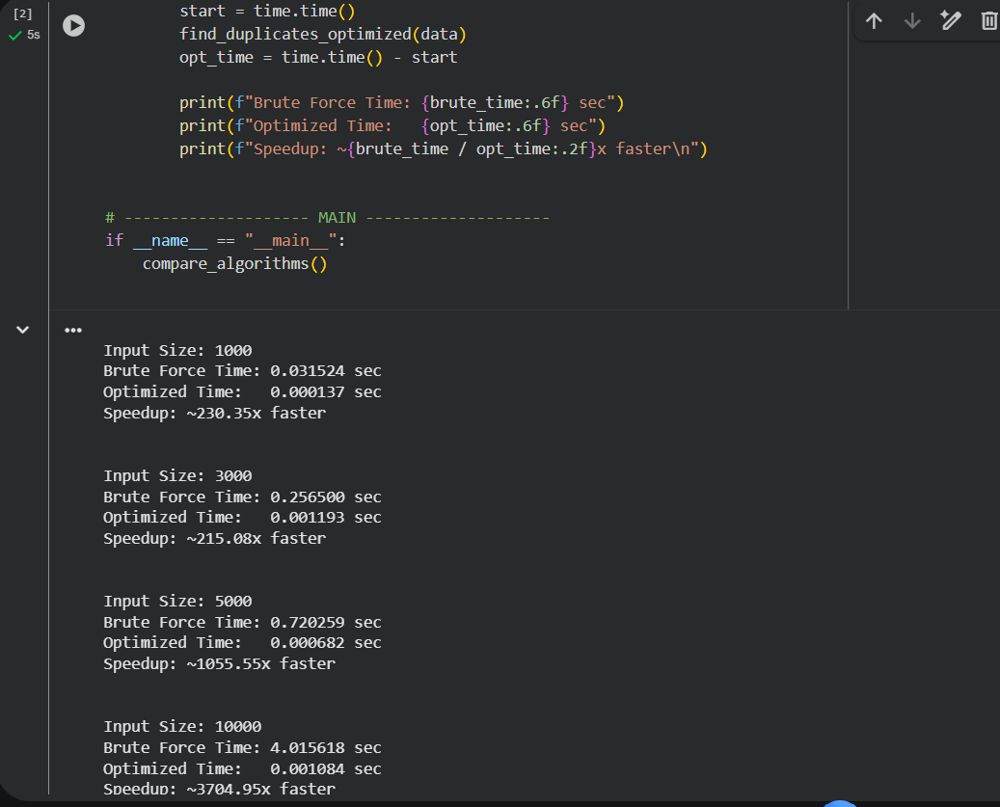 [2]
5s
start = time.time()
find_duplicates_optimized(data)
opt_time = time.time() - start
print(f"Brute Force Time: {brute_time:.6f} sec")
print(f"Optimized Time:   {opt_time:.6f} sec")
print(f"Speedup: ~{brute_time / opt_time:.2f}x faster\n")
# -------------------- MAIN --------------------
if __name__ == "__main__":
compare_algorithms()
Input Size: 1000
Brute Force Time: 0.031524 sec
Optimized Time:   0.000137 sec
Speedup: ~230.35x faster
Input Size: 3000
Brute Force Time: 0.256500 sec
Optimized Time:   0.001193 sec
Speedup: ~215.08x faster
Input Size: 5000
Brute Force Time: 0.720259 sec
Optimized Time:   0.000682 sec
Speedup: ~1055.55x faster
Input Size: 10000
Brute Force Time: 4.015618 sec
Optimized Time:   0.001084 sec
Speedup: ~3704.95x faster